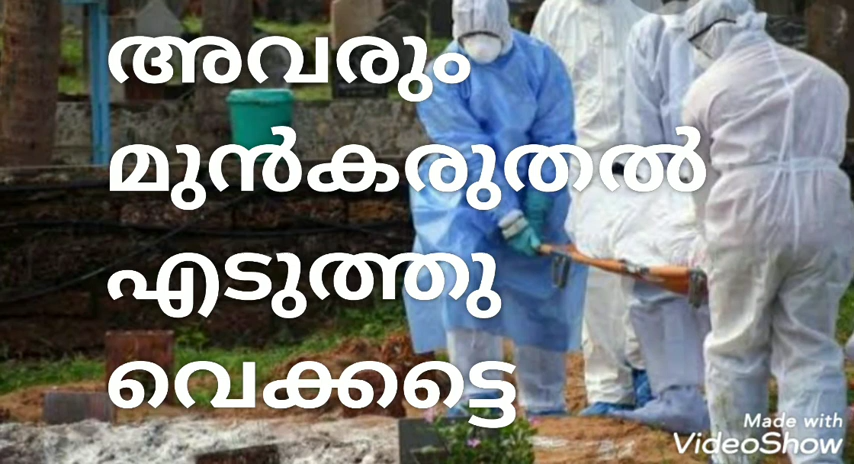 അവരും
മുൻകരുതൽ
എടുത്തു
വെക്കട്ടെ
Made with
VideoShow